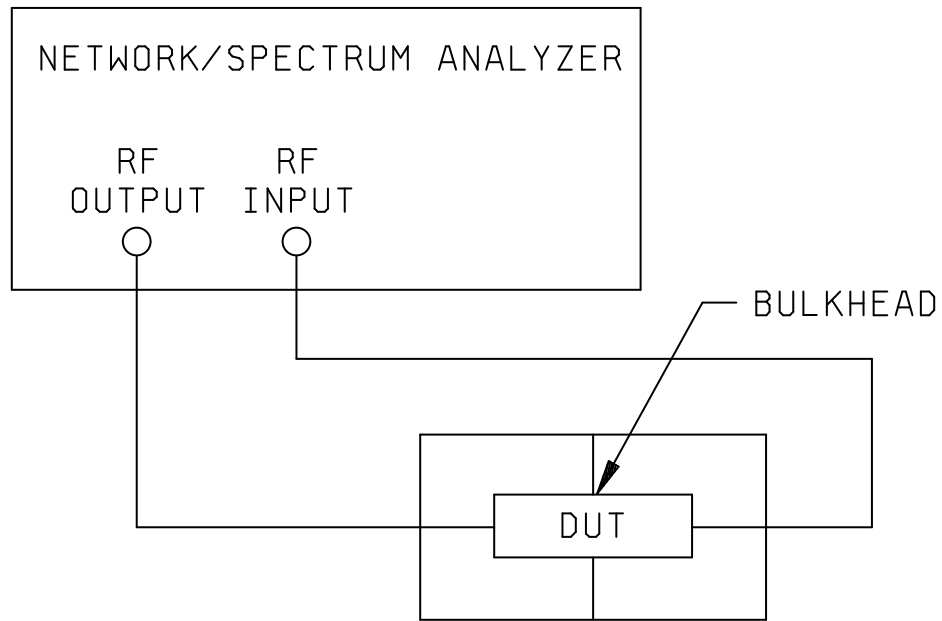 NETWORK/SPECTRUM ANALYZER
RF
OUTPUT
RF
INPUT
BULKHEAD
DUT